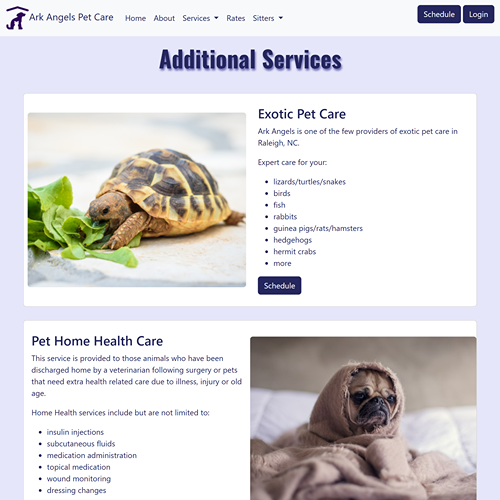 Ark Angels Pet Care Home About Services Rates Sitters Schedule Login
Additional Services
Exotic Pet Care
Ark Angels is one of the few providers of exotic pet care in
Raleigh, NC.
Expert care for your:
lizards/turtles/snakes
birds
fish
rabbits
guinea pigs/rats/hamsters
hedgehogs
hermit crabs
more
Schedule
Pet Home Health Care
This service is provided to those animals who have been
discharged home by a veterinarian following surgery or pets
that need extra health related care due to illness, injury or old
age.
Home Health services include but are not limited to:
insulin injections
subcutaneous fluids
medication administration
topical medication
wound monitoring
dressing changes